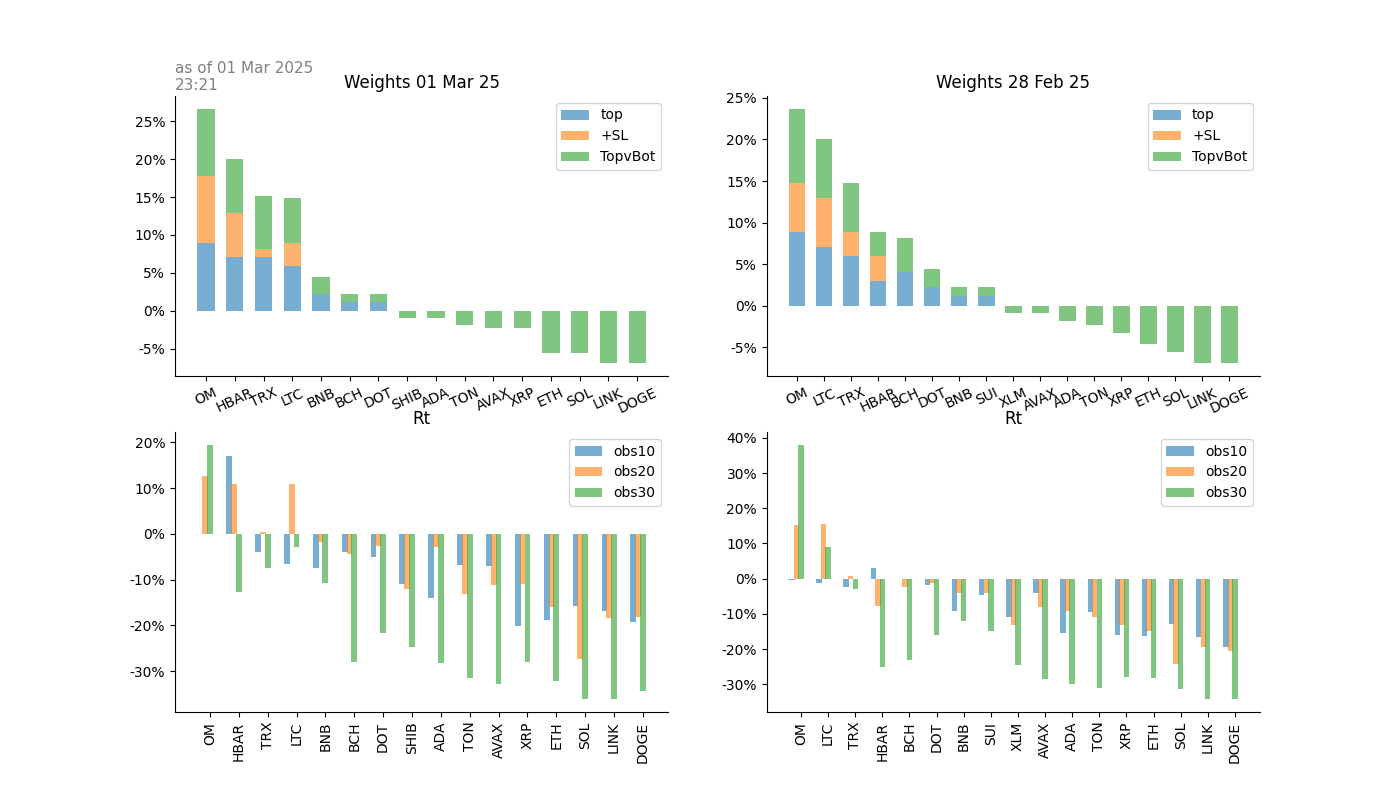 as of 01 Mar 2025
23:21
Weights 01 Mar 25
25%
20%
15%
10%
5%
0%
-5%
top
+SL
TopvBot
OM HBAR TRX LTC BNB BCH DOT SHIB ADA TON AVAX XRP ETH SOL LINK DOGE
Weights 28 Feb 25
25%
20%
15%
10%
5%
0%
-5%
top
+SL
TopvBot
OM LTC TRX HBAR BCH DOT BNB SUI XLM AVAX ADA TON XRP ETH SOL LINK DOGE
Rt
20%
10%
0%
-10%
-20%
-30%
obs10
obs20
obs30
OM HBAR TRX LTC BNB BCH DOT SHIB ADA TON AVAX XRP ETH SOL LINK DOGE
Rt
40%
30%
20%
10%
0%
-10%
-20%
-30%
obs10
obs20
obs30
OM LTC TRX HBAR BCH DOT BNB SUI XLM AVAX ADA TON XRP ETH SOL LINK DOGE